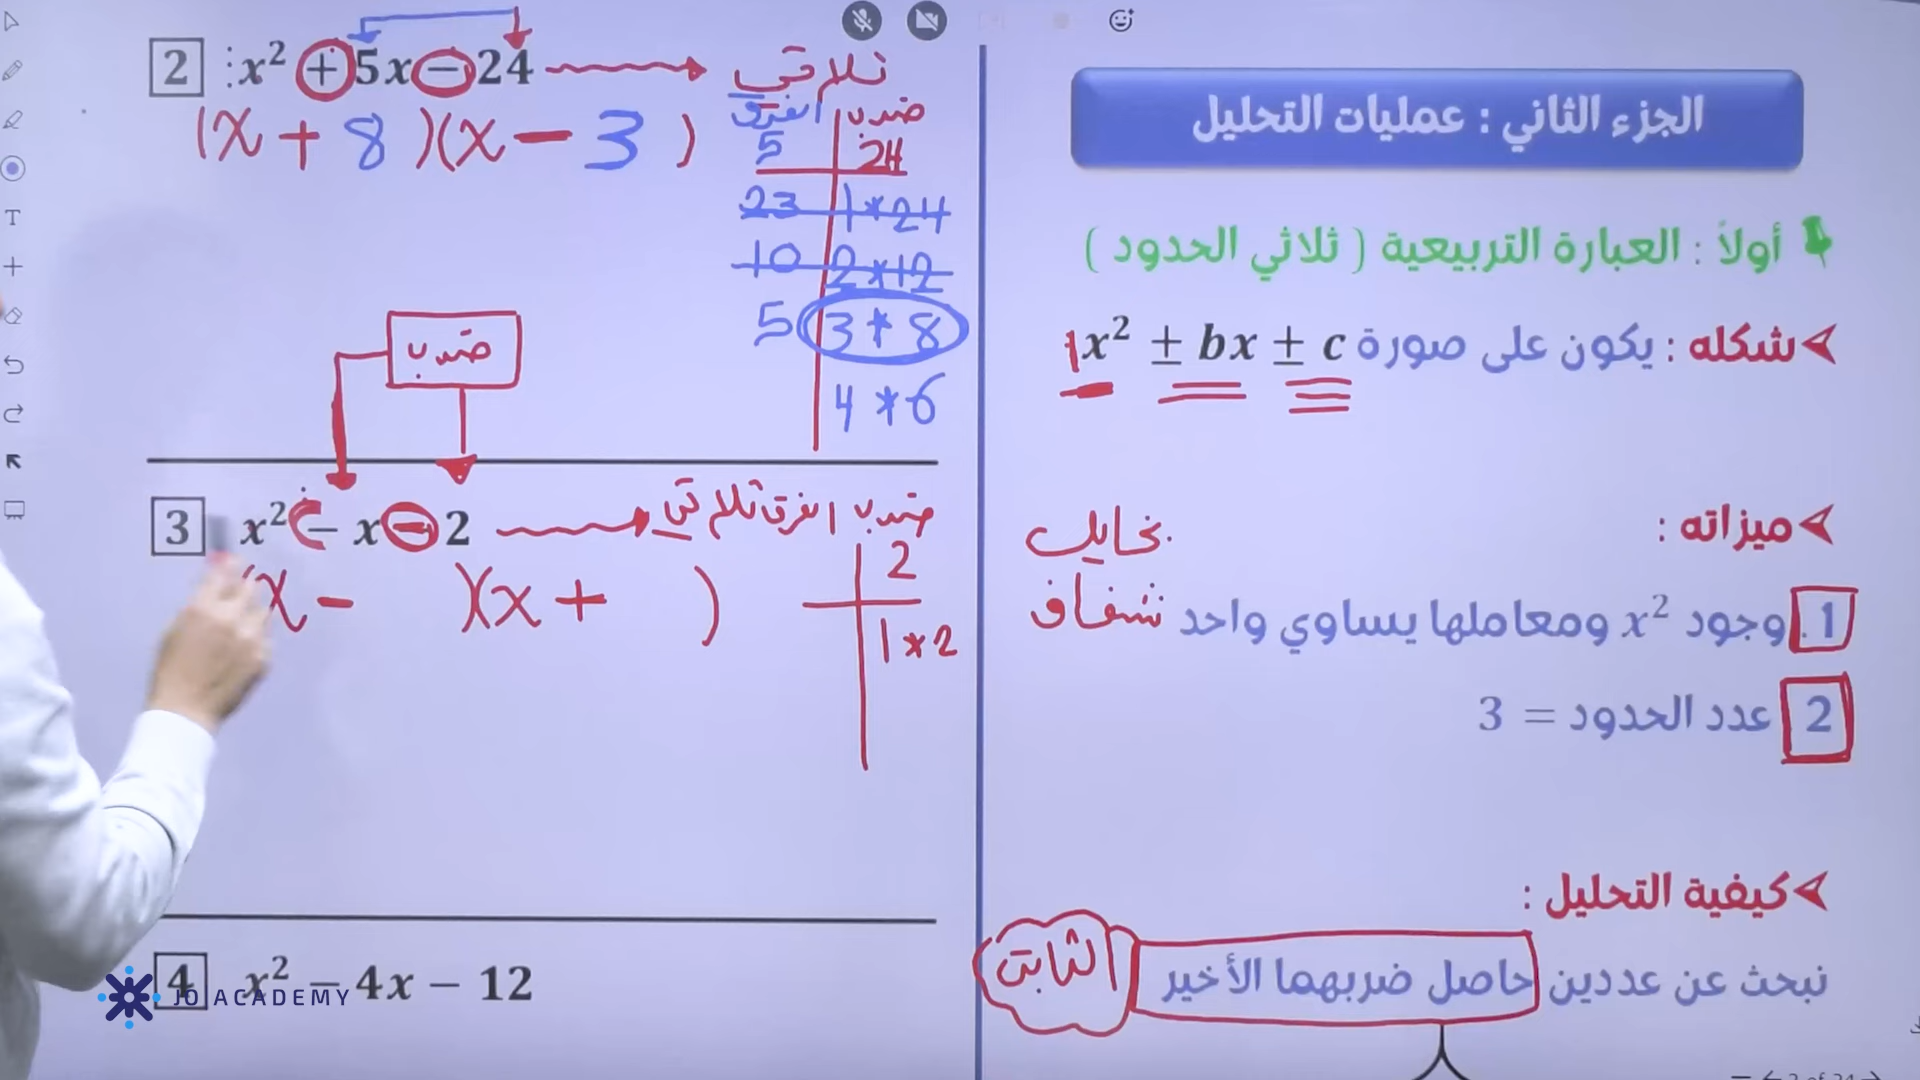 الجزء الثاني : عمليات التحليل
أولاً : العبارة التربيعية ( ثلاثي الحدود )
شكله : يكون على صورة 1x² ± bx ± c
ميزاته :
بخايل
شفاف
1. وجود x² ومعاملها يساوي واحد
2 عدد الحدود = 3
كيفية التحليل :
نبحث عن عددين حاصل ضربهما الأخير
الثابت
2 x² + 5x − 24
(x + 8)(x − 3)
ضرب
الفرق
24
5
23 1*24
10 2*12
5 3*8
4*6
ضرب
3 x² − x − 2
ضرب
الفرق
2
(x − )(x + )
1*2
4 x² − 4x − 12
JO ACADEMY